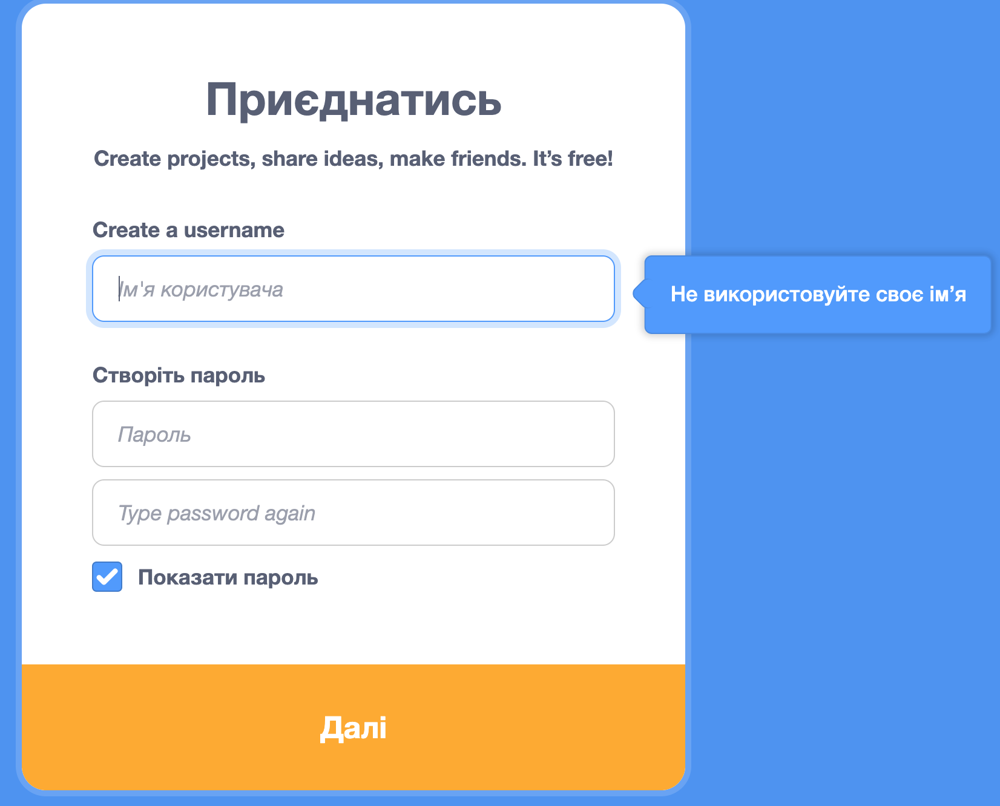 Приєднатись
Create projects, share ideas, make friends. It’s free!
Create a username
Ім'я користувача
Не використовуйте своє ім’я
Створіть пароль
Пароль
Type password again
Показати пароль
Далі